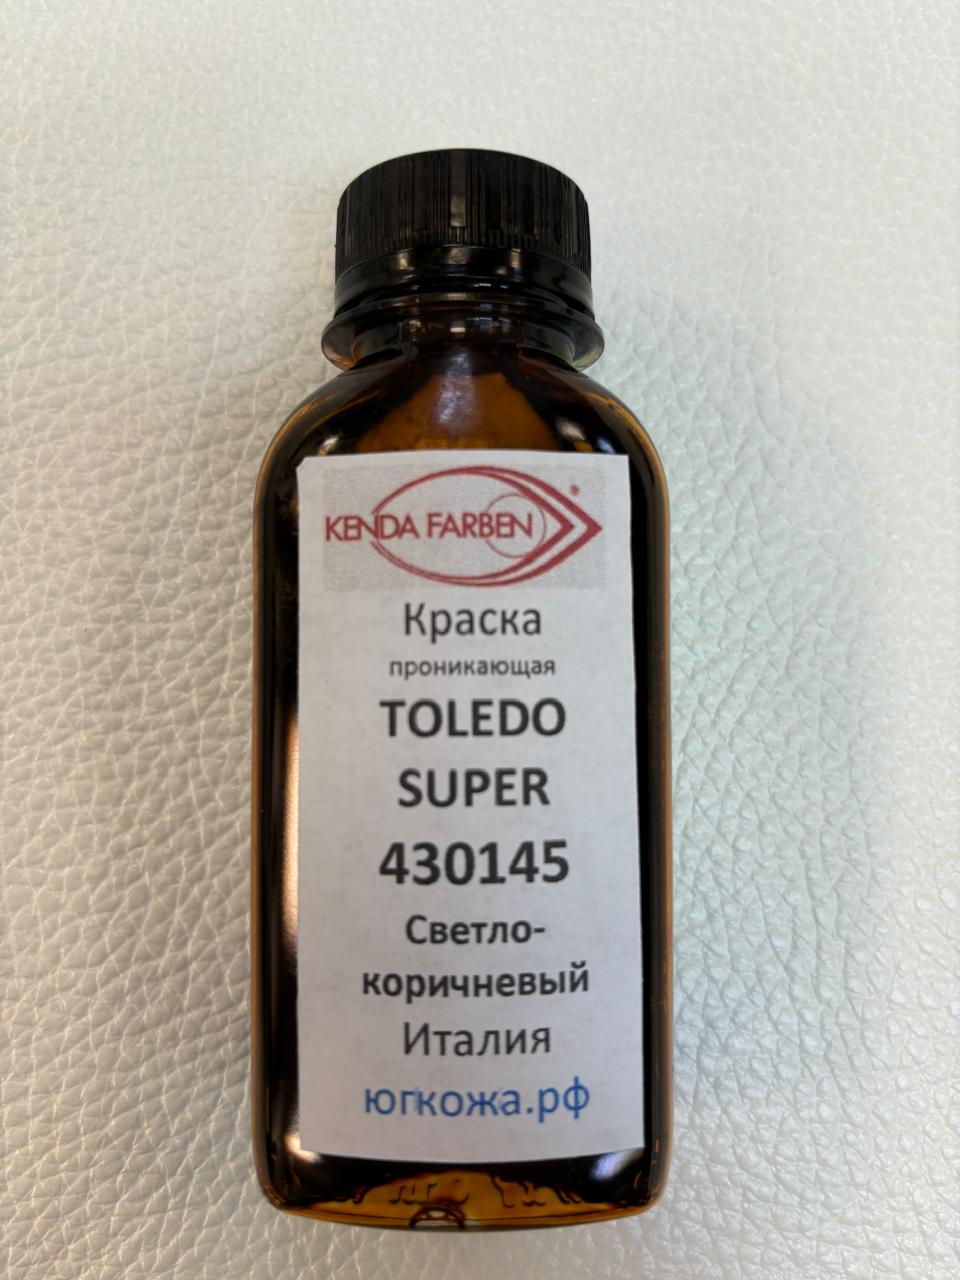 KENDA FARBEN®
Краска
проникающая
TOLEDO
SUPER
430145
Светло-
коричневый
Италия
югкожа.рф